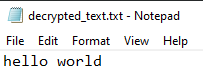 decrypted_text.txt - Notepad
File Edit Format View Help
hello world